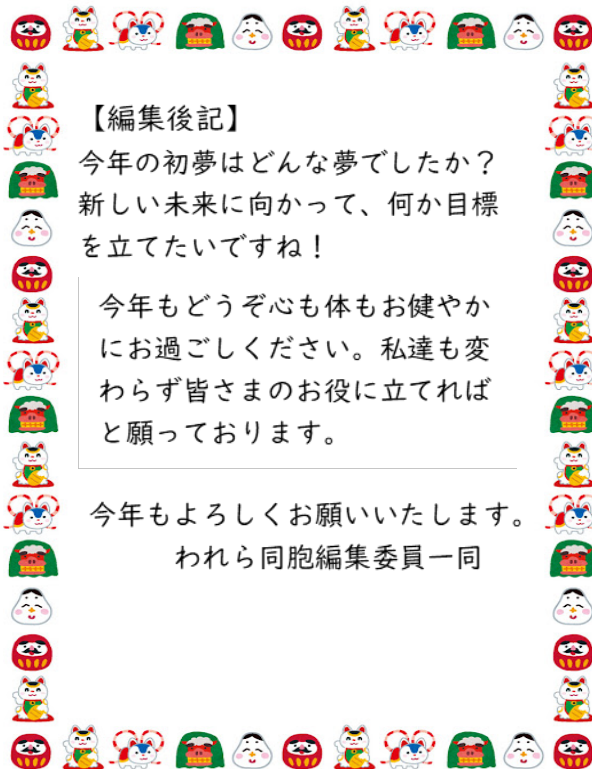 【編集後記】
今年の初夢はどんな夢でしたか？
新しい未来に向かって、何か目標
を立てたいですね！
今年もどうぞ心も体もお健やか
にお過ごしください。私達も変
わらず皆さまのお役に立てれば
と願っております。
今年もよろしくお願いいたします。
われら同胞編集委員一同